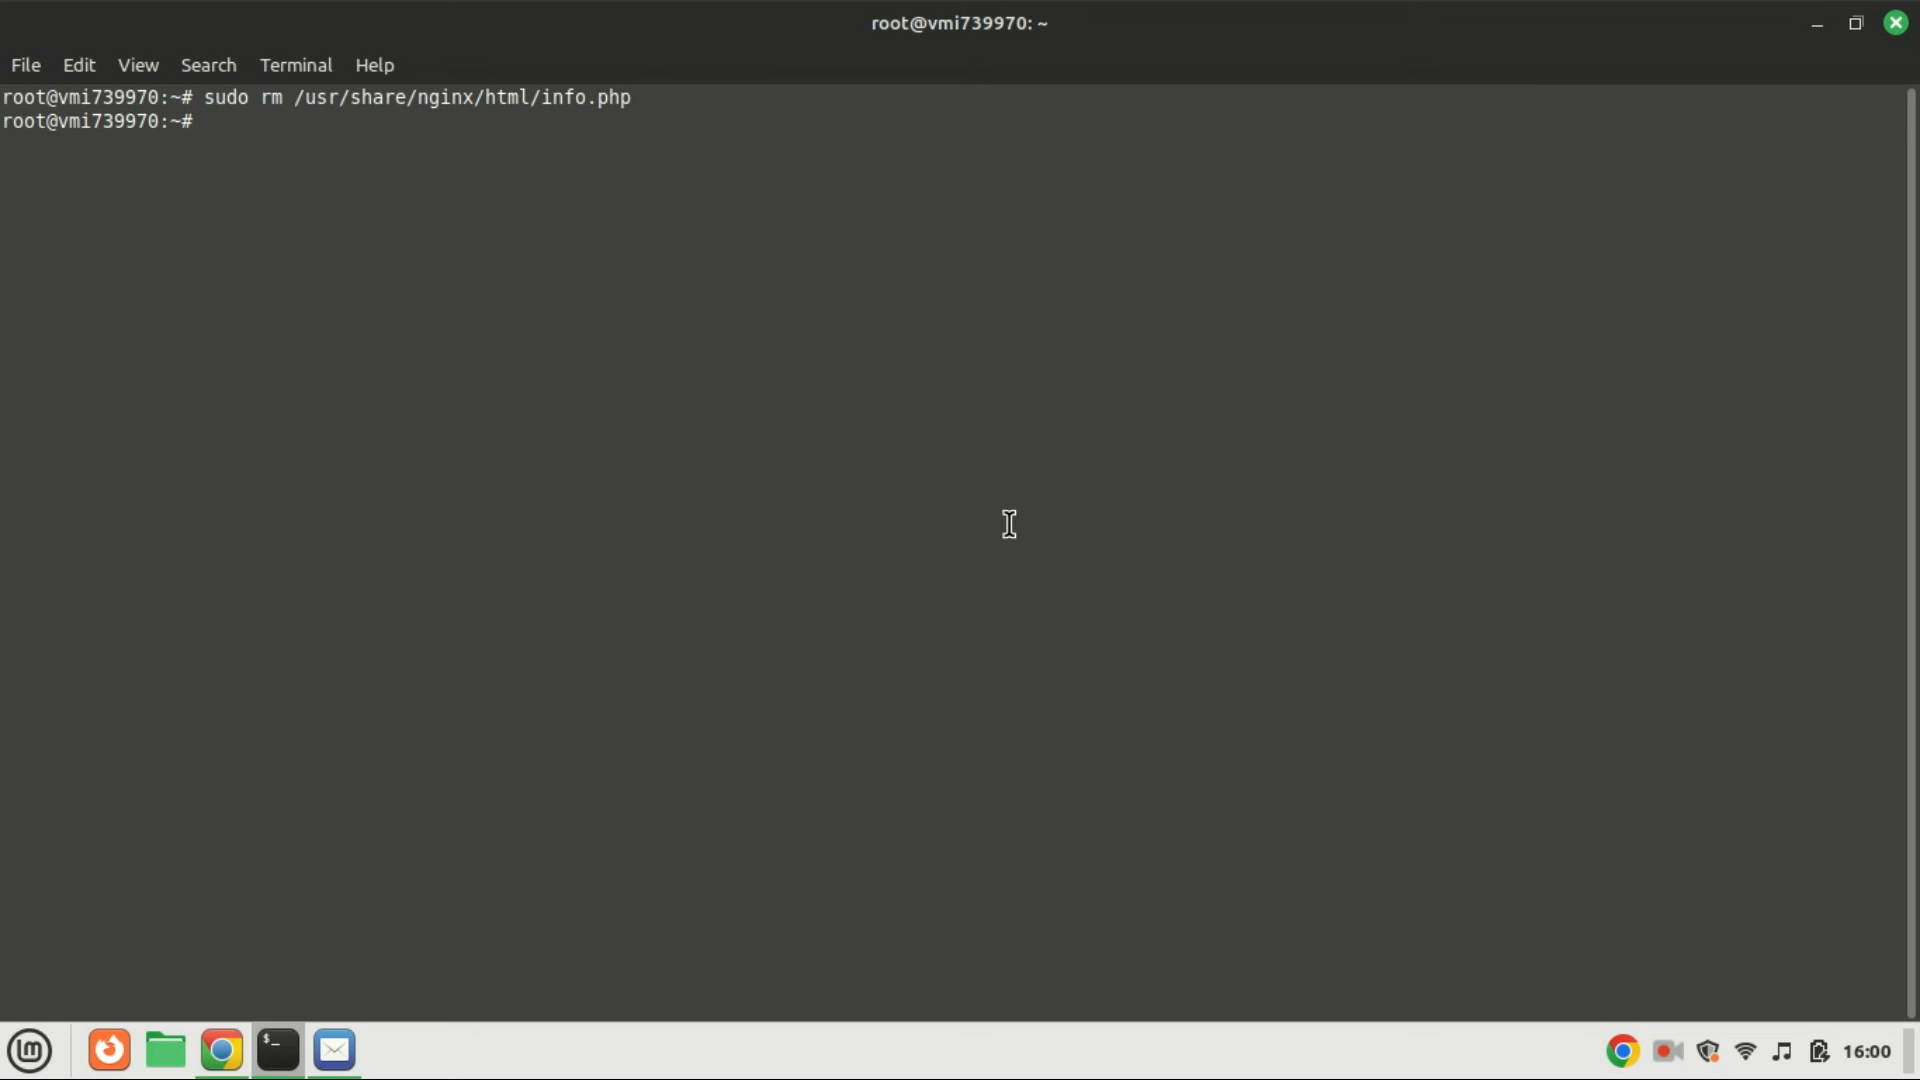 root@vmi739970: ~
File Edit View Search Terminal Help
root@vmi739970:~# sudo rm /usr/share/nginx/html/info.php
root@vmi739970:~#
$_
16:00